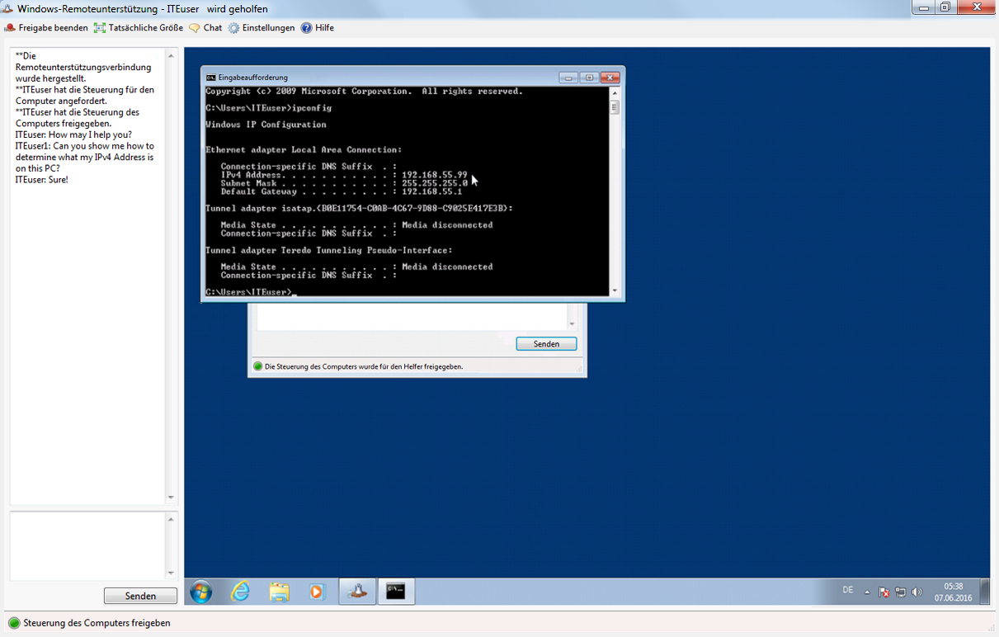 Windows-Remoteunterstützung - ITEuser wird geholfen
Freigabe beenden Tatsächliche Größe Chat Einstellungen Hilfe
**Die
Remoteunterstützungsverbindung
wurde hergestellt.
**ITEuser hat die Steuerung für den
Computer angefordert.
**ITEuser hat die Steuerung des
Computers freigegeben.
ITEuser: How may I help you?
ITEuser1: Can you show me how to
determine what my IPv4 Address is
on this PC?
ITEuser: Sure!
Senden
Eingabeaufforderung
Copyright (c) 2009 Microsoft Corporation. All rights reserved.
C:\Users\ITEuser>ipconfig
Windows IP Configuration
Ethernet adapter Local Area Connection:
Connection-specific DNS Suffix . :
IPv4 Address. . . . . . . . . . . : 192.168.55.99
Subnet Mask . . . . . . . . . . . : 255.255.255.0
Default Gateway . . . . . . . . . : 192.168.55.1
Tunnel adapter isatap.{B0E11754-C0AB-4C67-9D88-C9025E417E3B}:
Media State . . . . . . . . . . . : Media disconnected
Connection-specific DNS Suffix . :
Tunnel adapter Teredo Tunneling Pseudo-Interface:
Media State . . . . . . . . . . . : Media disconnected
Connection-specific DNS Suffix . :
C:\Users\ITEuser>_
Senden
Die Steuerung des Computers wurde für den Helfer freigegeben.
DE
05:38
07.06.2016
Steuerung des Computers freigeben